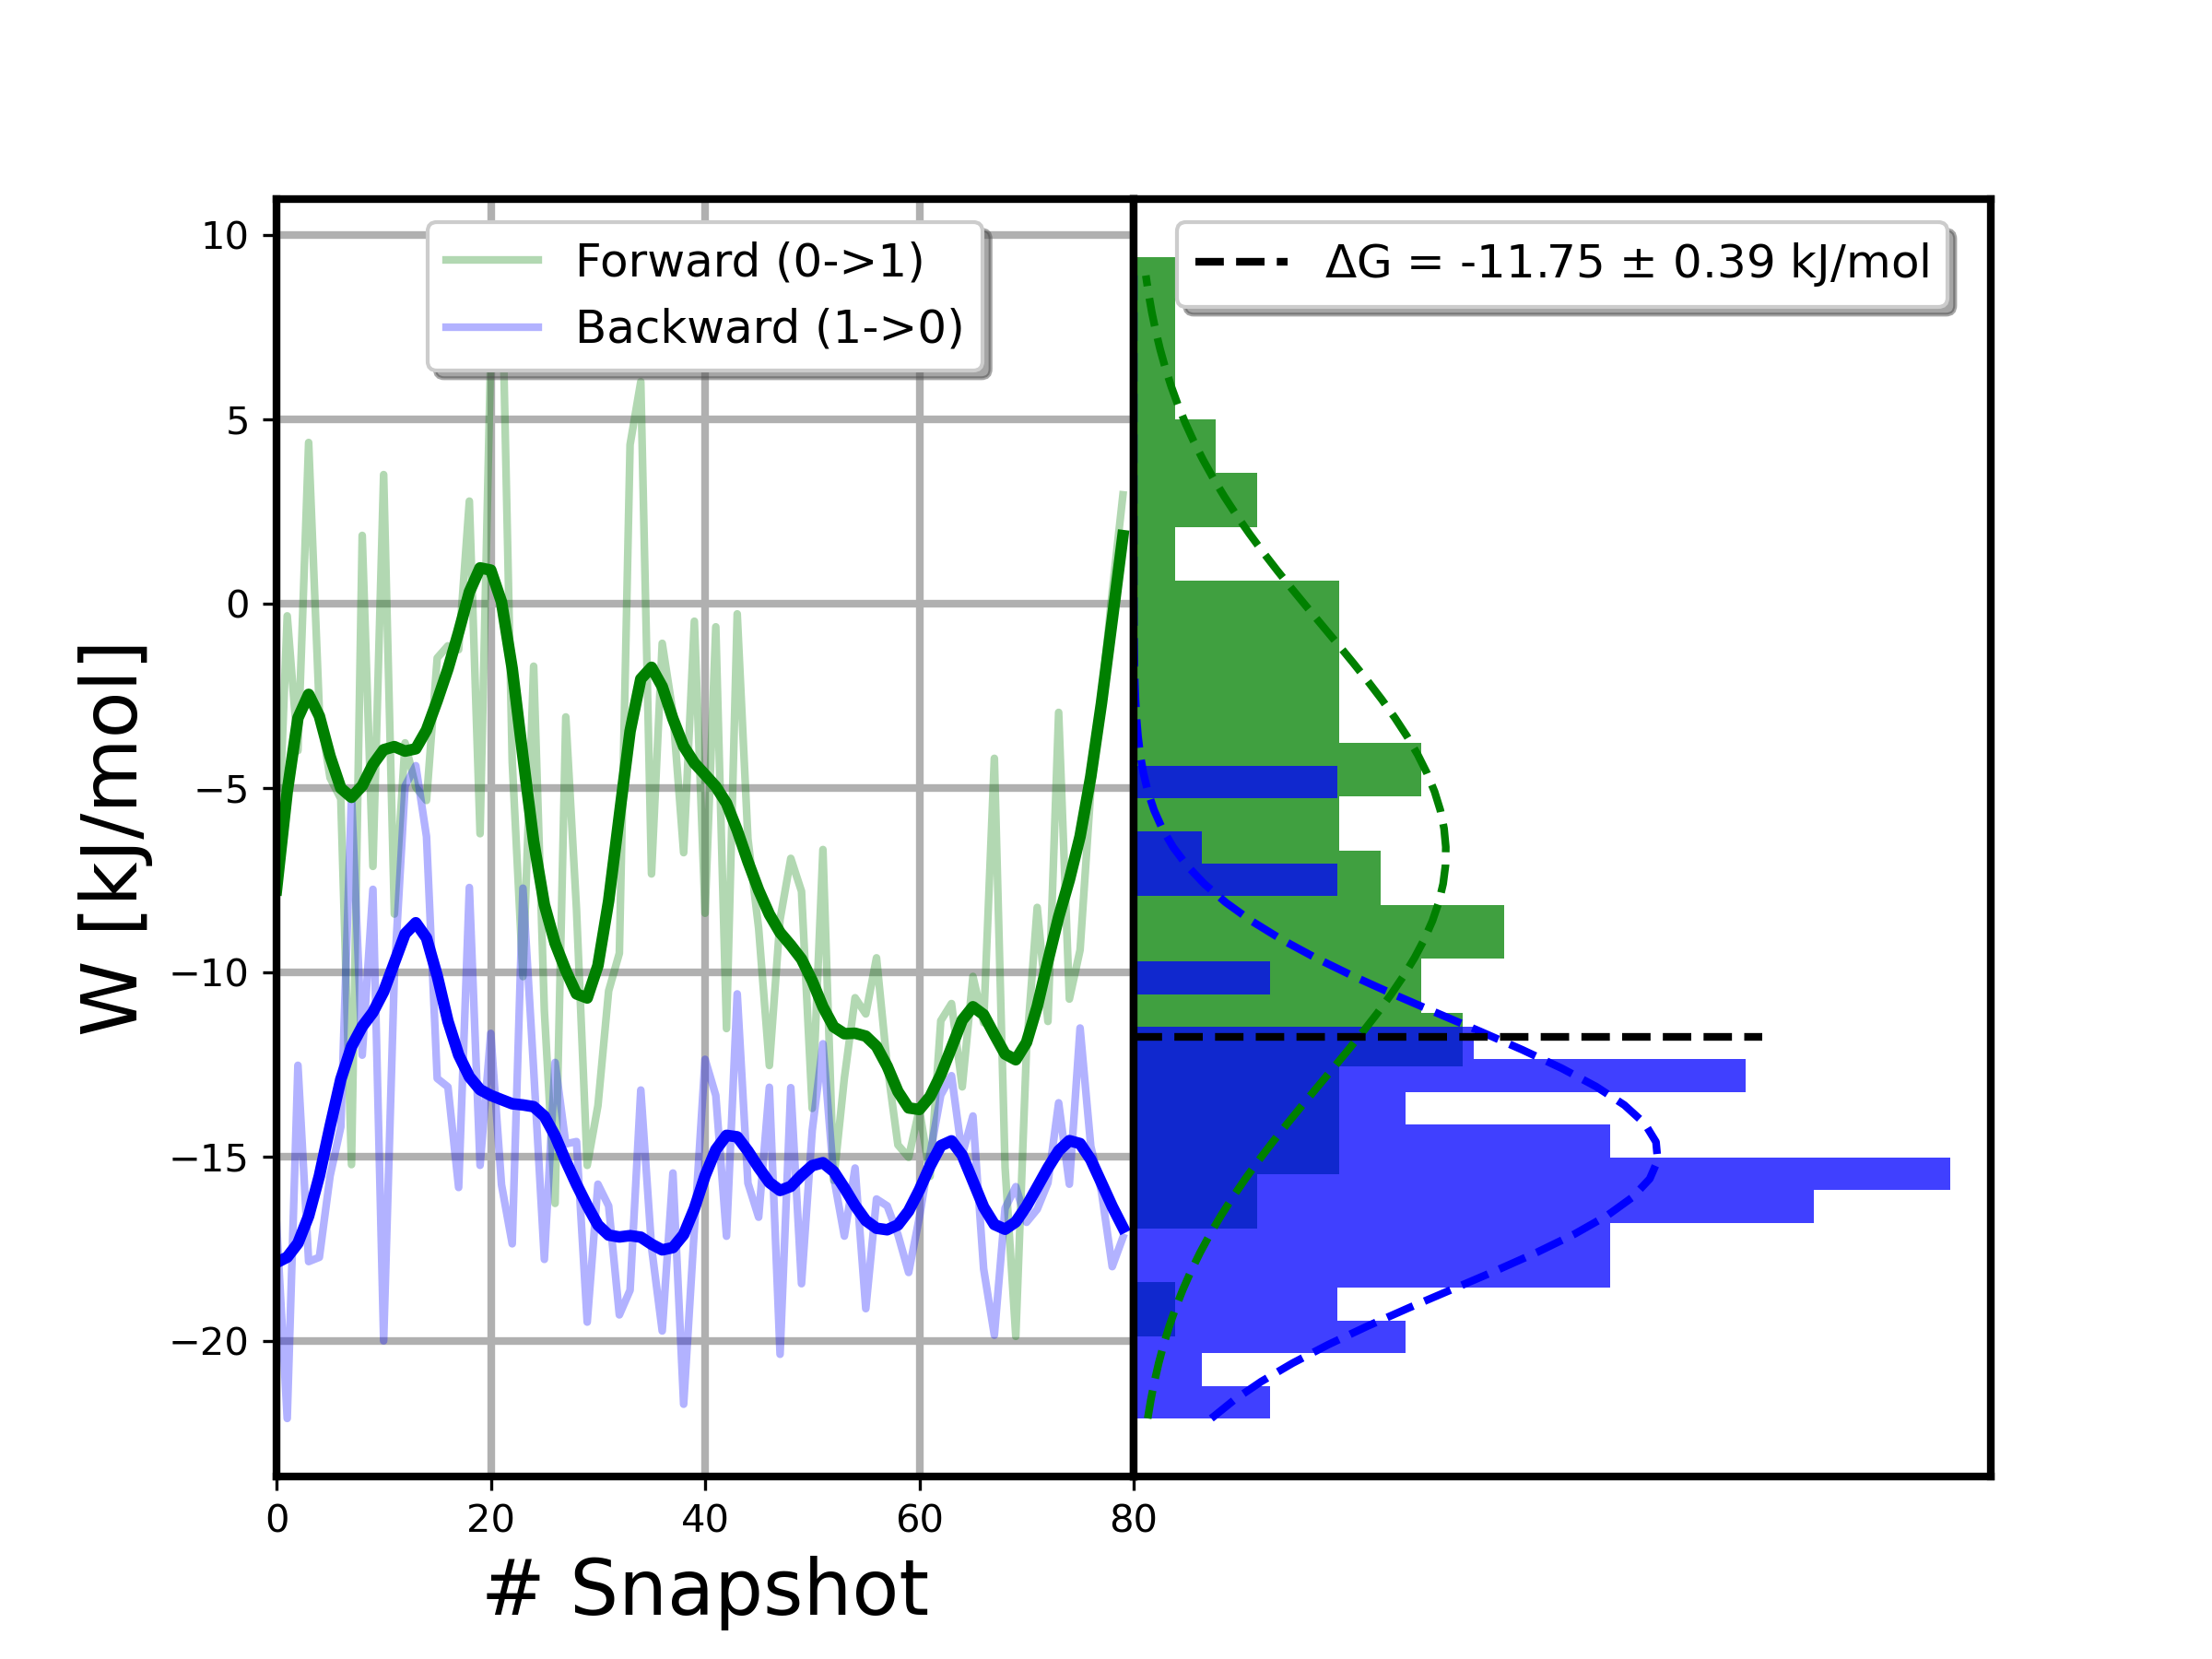 Forward (0->1)
Backward (1->0)
ΔG = -11.75 ± 0.39 kJ/mol
W [kJ/mol]
10
5
0
−5
−10
−15
−20
0 20 40 60 80
# Snapshot